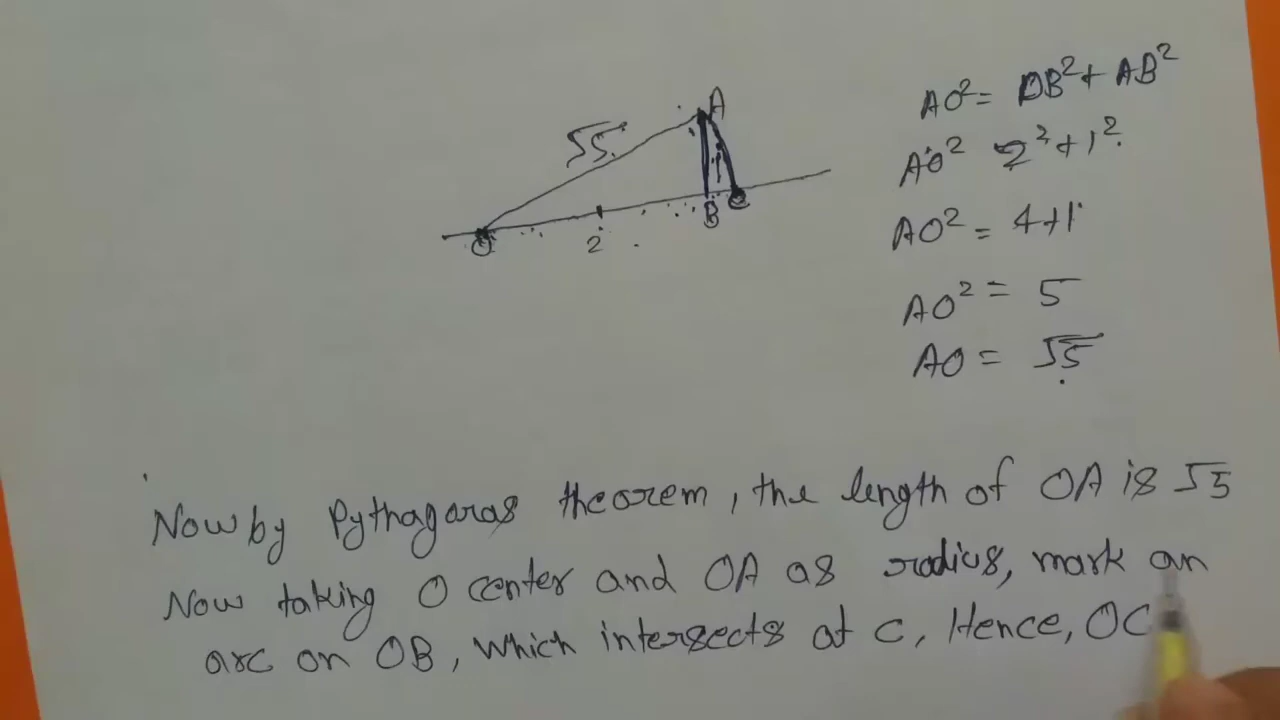 A
√5
O
2
B
C
AO² = OB² + AB²
AO² 2² + 1²
AO² = 4+1
AO² = 5
AO = √5
Now by Pythagoras theorem, the length of OA is √5
Now taking O center and OA as radius, mark an
arc on OB, which intersects at C, Hence, OC